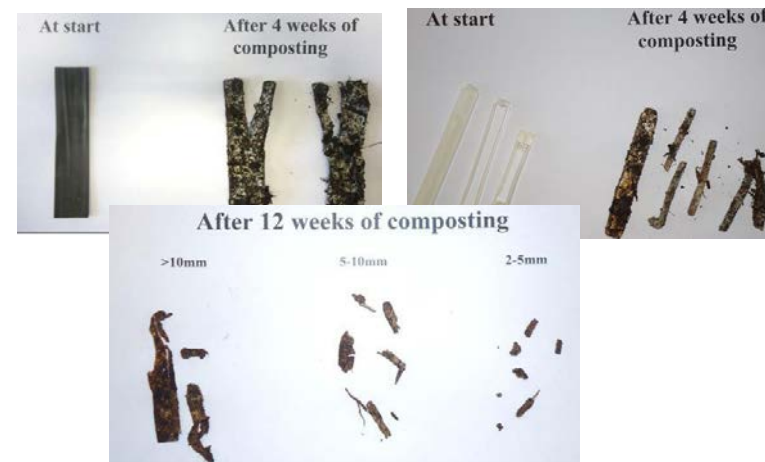 At start
After 4 weeks of
composting
At start
After 4 weeks of
composting
After 12 weeks of composting
>10mm
5-10mm
2-5mm